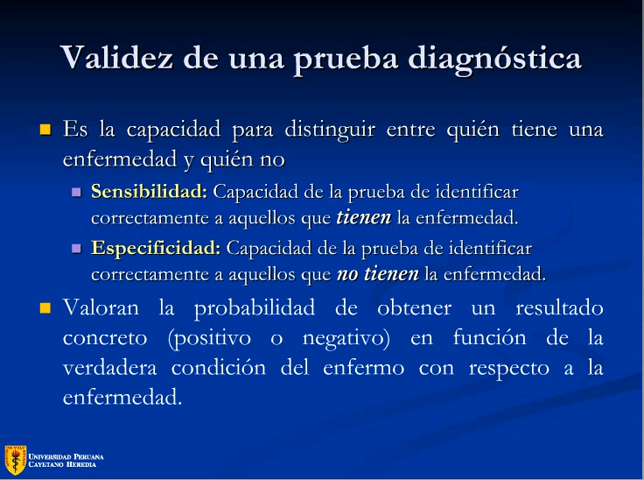 Validez de una prueba diagnóstica
Es la capacidad para distinguir entre quién tiene una
enfermedad y quién no
Sensibilidad: Capacidad de la prueba de identificar
correctamente a aquellos que tienen la enfermedad.
Especificidad: Capacidad de la prueba de identificar
correctamente a aquellos que no tienen la enfermedad.
Valoran la probabilidad de obtener un resultado
concreto (positivo o negativo) en función de la
verdadera condición del enfermo con respecto a la
enfermedad.
UNIVERSIDAD PERUANA
CAYETANO HEREDIA